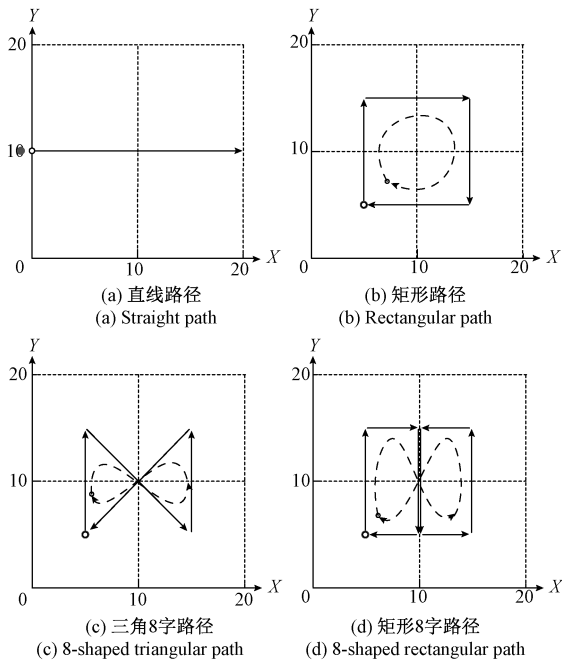 Y
20
10
0
10
20
X
(a) 直线路径
(a) Straight path
20
10
0
10
20
X
(b) 矩形路径
(b) Rectangular path
Y
20
10
0
10
20
X
(c) 三角8字路径
(c) 8-shaped triangular path
Y
20
10
0
10
20
X
(d) 矩形8字路径
(d) 8-shaped rectangular path